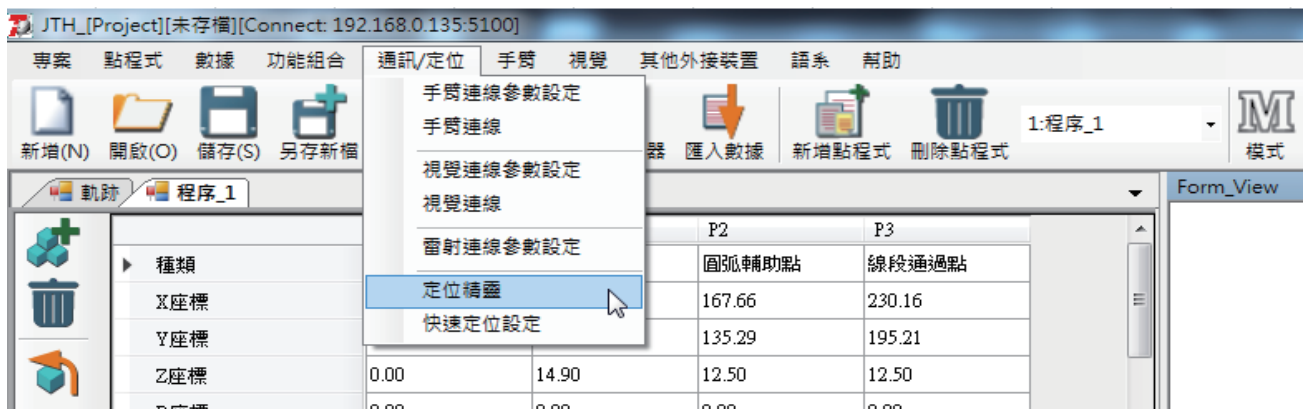 JTH_[Project][未存檔][Connect: 192.168.0.135:5100]
專案 點程式 數據 功能組合 通訊/定位 手臂 視覺 其他外接裝置 語系 幫助
新增(N) 開啟(O) 儲存(S) 另存新檔 器 匯入數據 新增點程式 刪除點程式 1:程序_1 模式
手臂連線參數設定
手臂連線
視覺連線參數設定
視覺連線
雷射連線參數設定
定位精靈
快速定位設定
軌跡 程序_1 Form_View
P2 P3
種類 圓弧輔助點 線段通過點
X座標 167.66 230.16
Y座標 135.29 195.21
Z座標 0.00 14.90 12.50 12.50
0.00 0.00 0.00 0.00